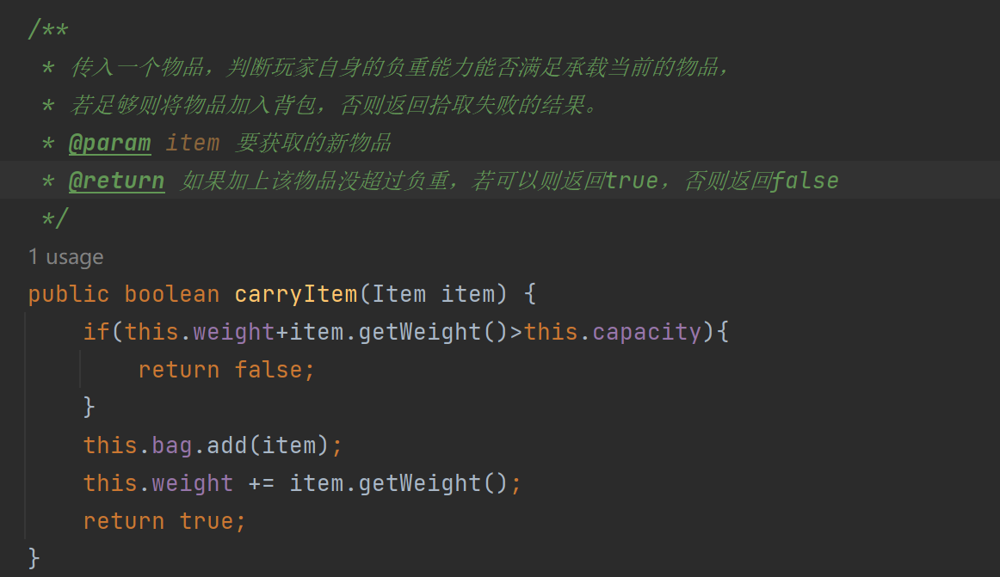 /**
 * 传入一个物品，判断玩家自身的负重能力能否满足承载当前的物品，
 * 若足够则将物品加入背包，否则返回拾取失败的结果。
 * @param item 要获取的新物品
 * @return 如果加上该物品没超过负重，若可以则返回true，否则返回false
 */
1 usage
public boolean carryItem(Item item) {
    if(this.weight+item.getWeight()>this.capacity){
        return false;
    }
    this.bag.add(item);
    this.weight += item.getWeight();
    return true;
}